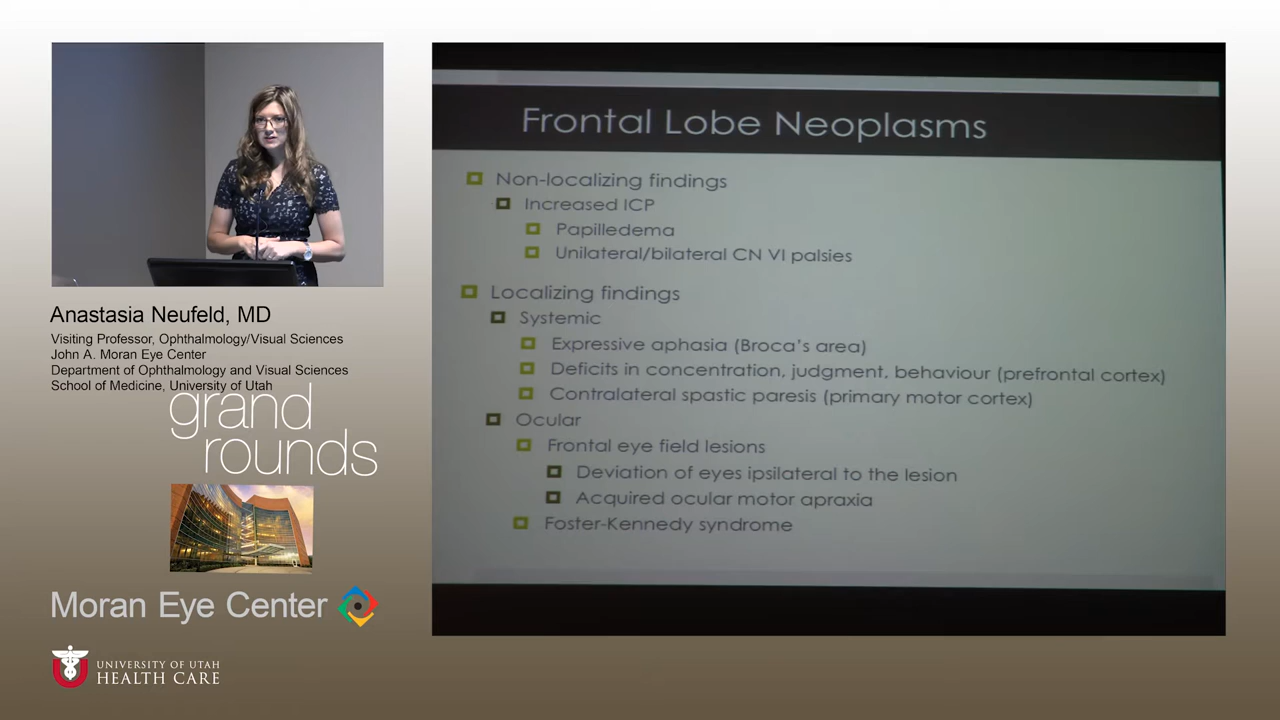 Anastasia Neufeld, MD
Visiting Professor, Ophthalmology/Visual Sciences
John A. Moran Eye Center
Department of Ophthalmology and Visual Sciences
School of Medicine, University of Utah
grand
rounds
Moran Eye Center
UNIVERSITY OF UTAH
HEALTH CARE
Frontal Lobe Neoplasms
Non-localizing findings
Increased ICP
Papilledema
Unilateral/bilateral CN VI palsies
Localizing findings
Systemic
Expressive aphasia (Broca's area)
Deficits in concentration, judgment, behaviour (prefrontal cortex)
Contralateral spastic paresis (primary motor cortex)
Ocular
Frontal eye field lesions
Deviation of eyes ipsilateral to the lesion
Acquired ocular motor apraxia
Foster-Kennedy syndrome